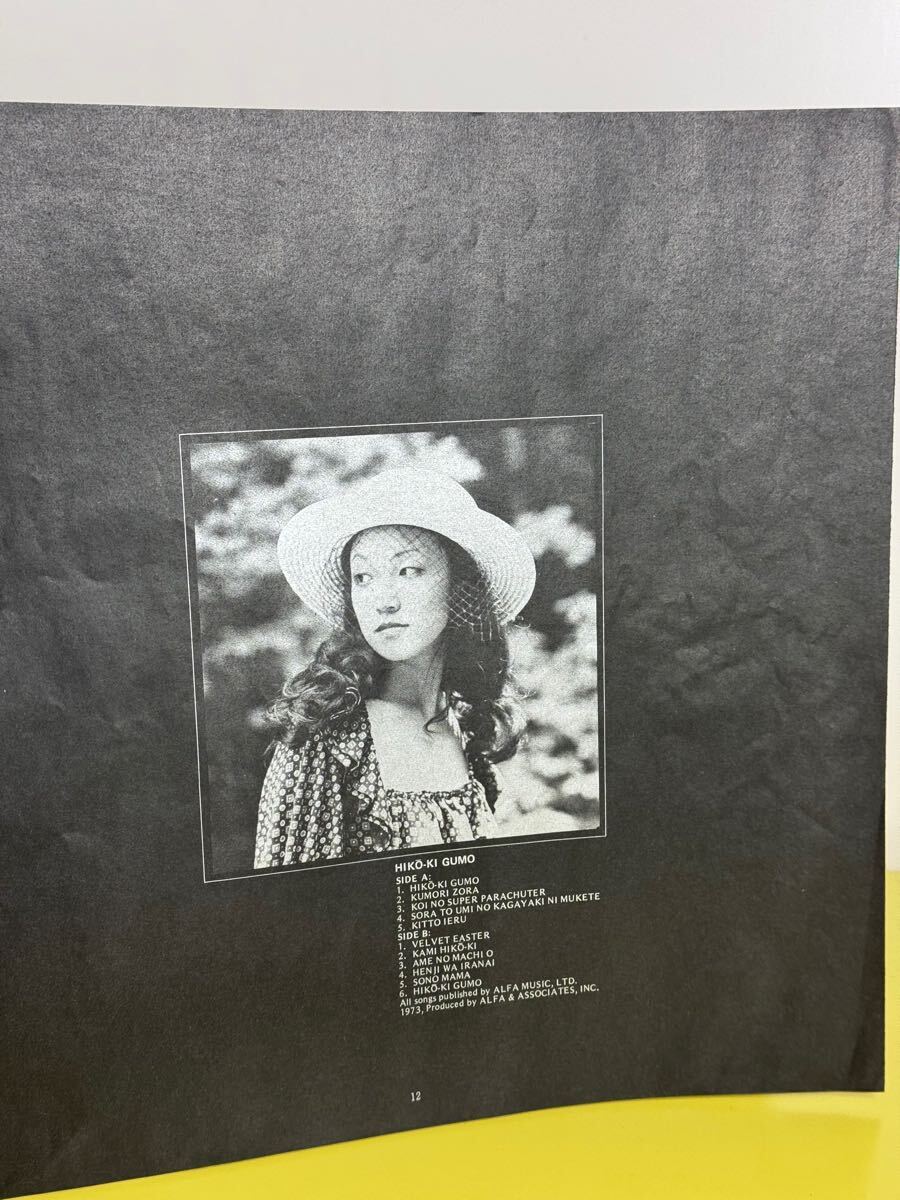 HIKŌ-KI GUMO
SIDE A:
1. HIKŌ-KI GUMO
2. KUMORI ZORA
3. KOI NO SUPER PARACHUTER
4. SORA TO UMI NO KAGAYAKI NI MUKETE
5. KITTO IERU
SIDE B:
1. VELVET EASTER
2. KAMI HIKŌ-KI
3. AME NO MACHI O
4. HENJI WA IRANAI
5. SONO MAMA
6. HIKŌ-KI GUMO
All songs published by ALFA MUSIC, LTD.
1973, Produced by ALFA & ASSOCIATES, INC.
12